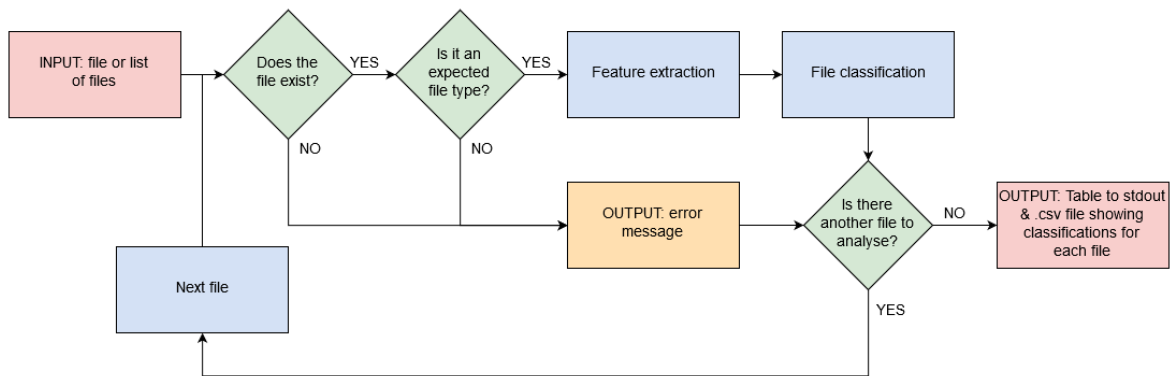 INPUT: file or list
of files
Does the
file exist?
YES
Is it an
expected
file type?
YES
Feature extraction
File classification
NO
NO
OUTPUT: error
message
Is there
another file to
analyse?
NO
OUTPUT: Table to stdout
& .csv file showing
classifications for
each file
Next file
YES